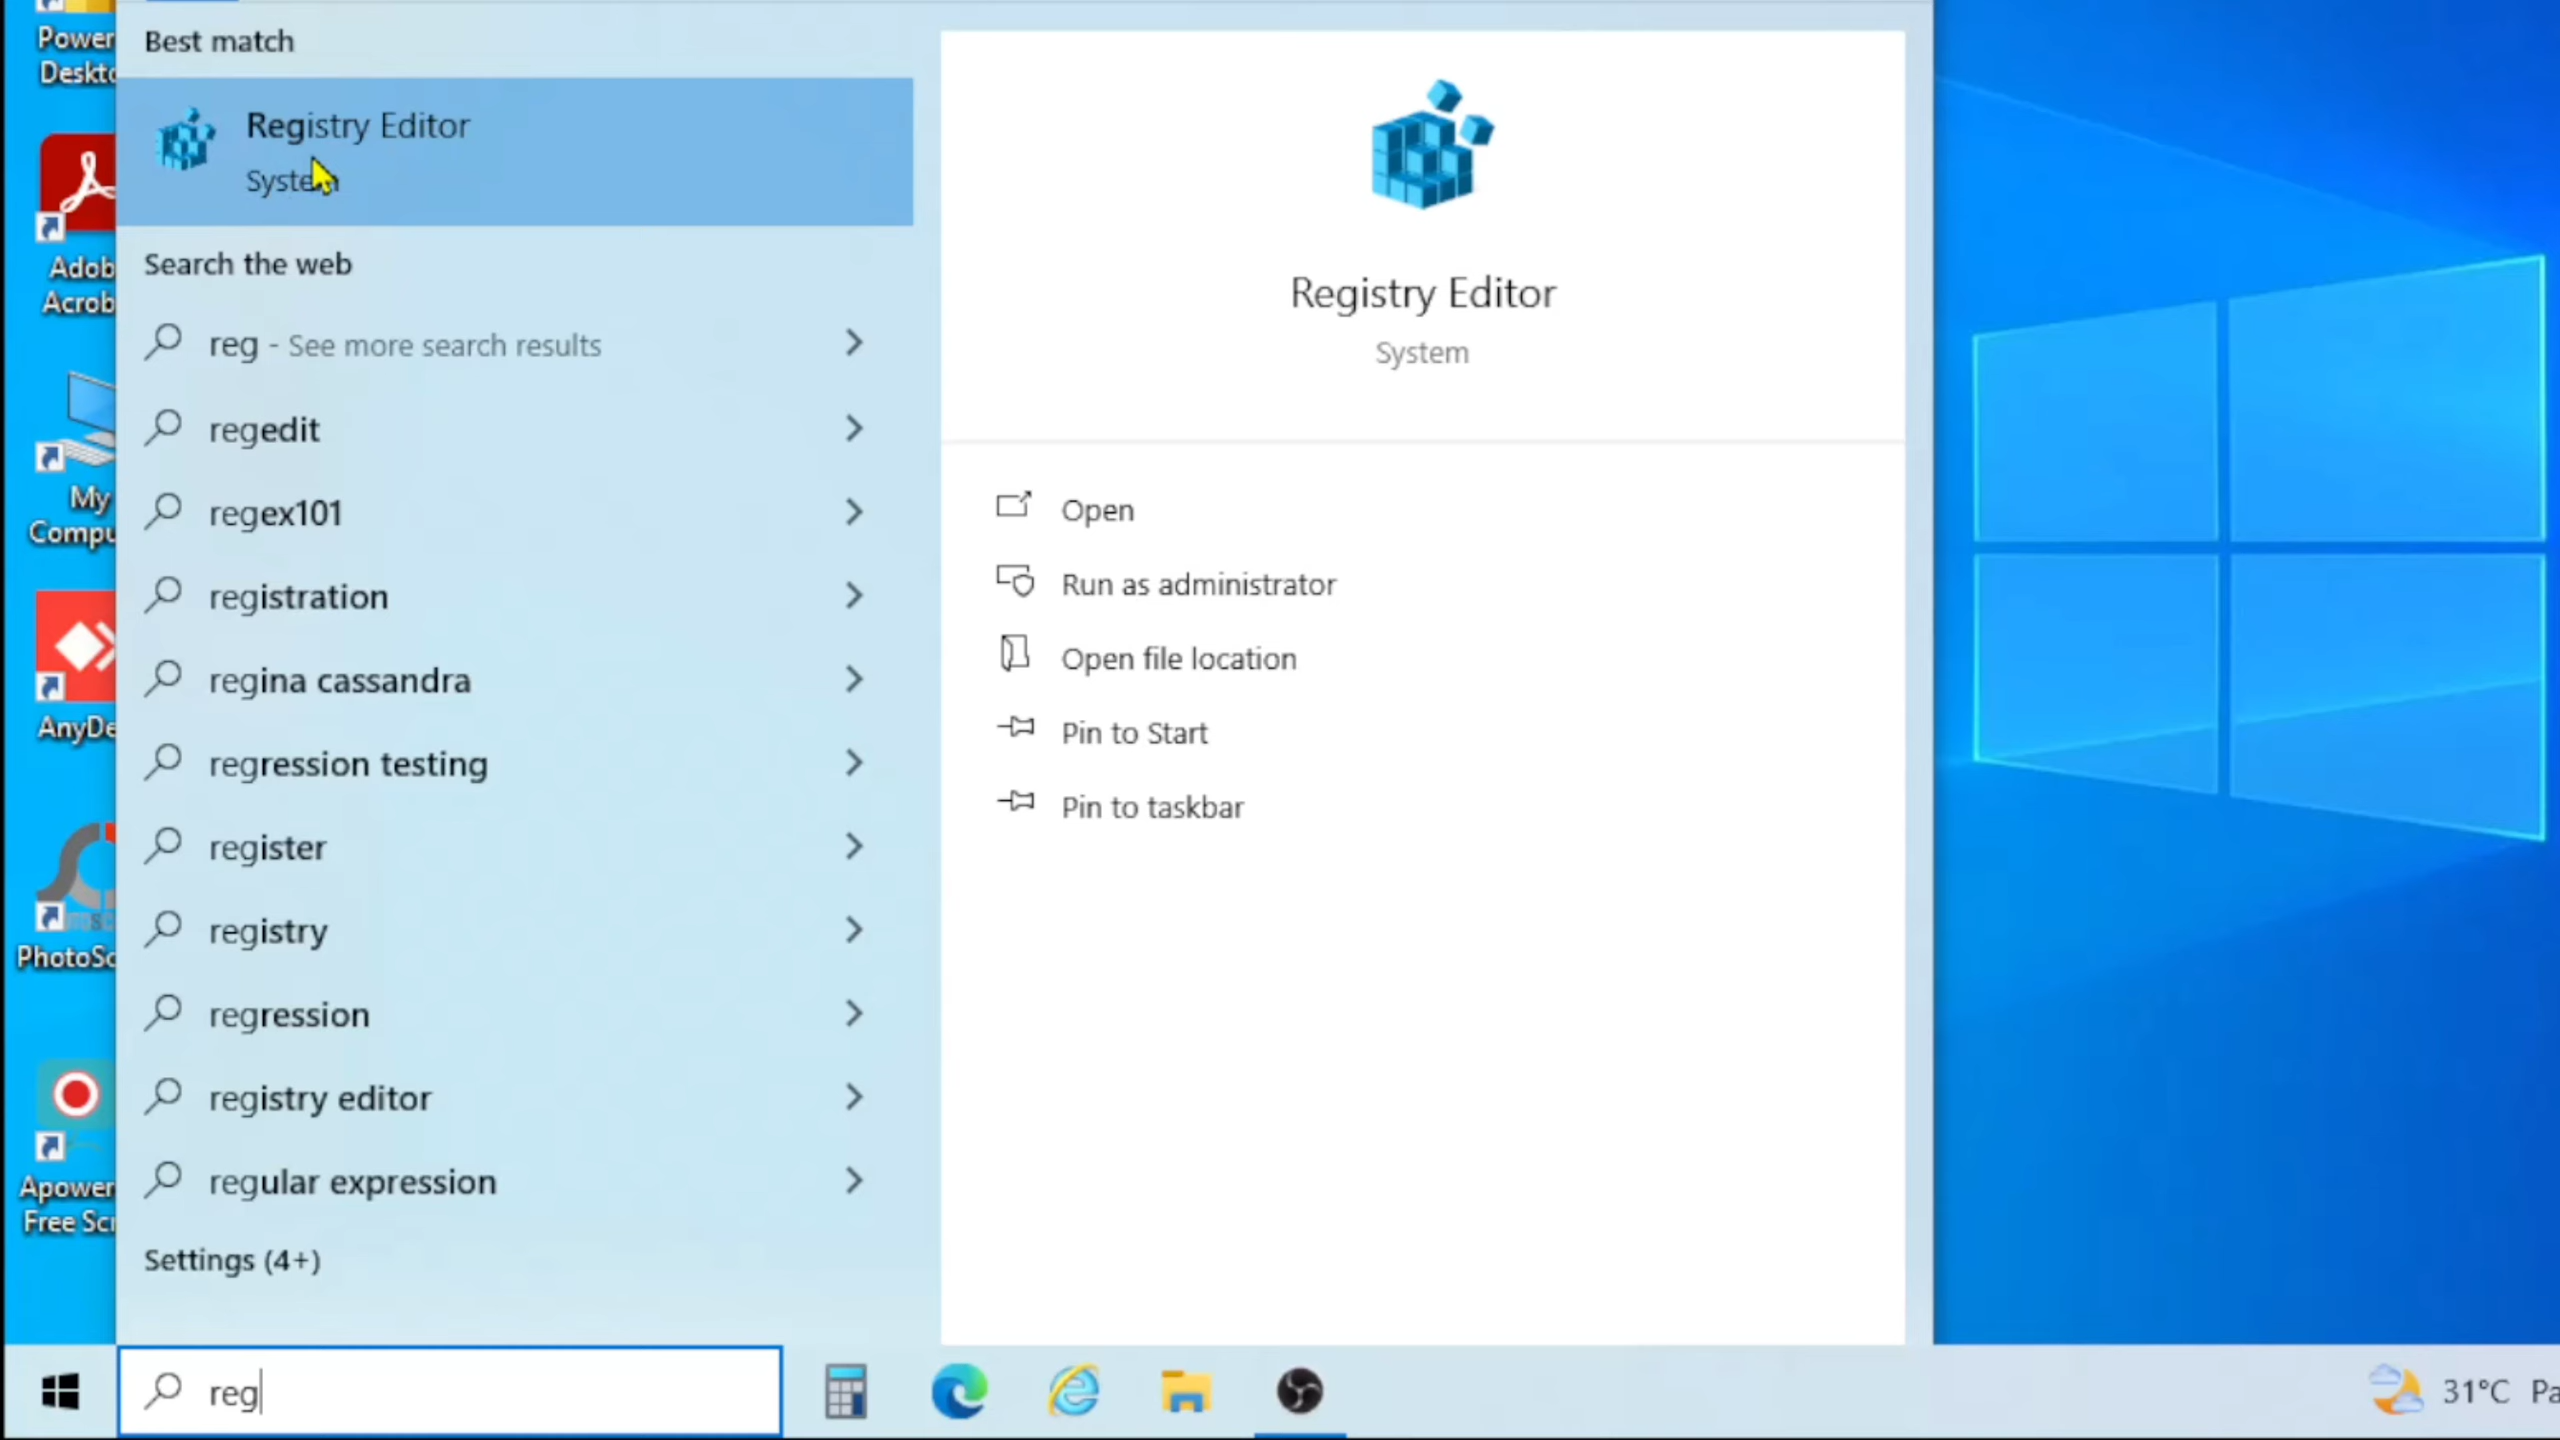 Power
Deskto
Adob
Acrob
My
Compu
AnyDe
PhotoSc
Apower
Free Scr
Best match
Registry Editor
System
Search the web
reg - See more search results
regedit
regex101
registration
regina cassandra
regression testing
register
registry
regression
registry editor
regular expression
Settings (4+)
Registry Editor
System
Open
Run as administrator
Open file location
Pin to Start
Pin to taskbar
reg
31°C Pa